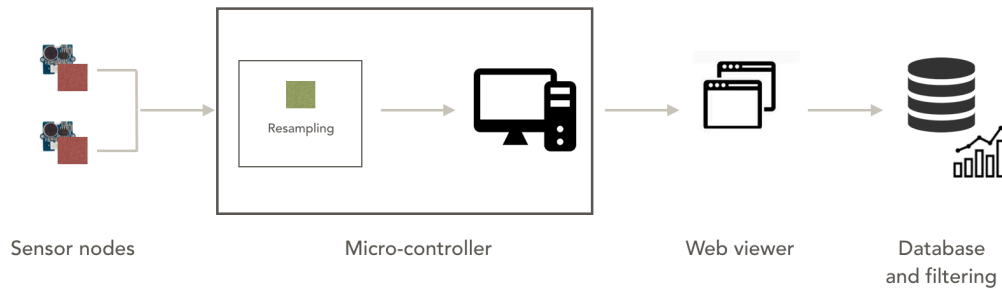 Resampling
Sensor nodes
Micro-controller
Web viewer
Database
and filtering